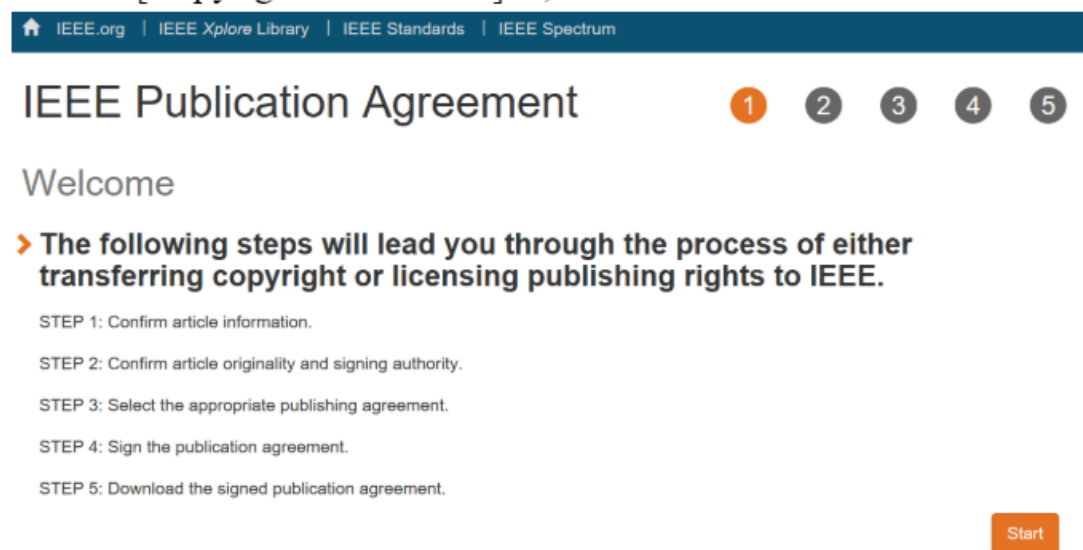 IEEE.org | IEEE Xplore Library | IEEE Standards | IEEE Spectrum
IEEE Publication Agreement 1 2 3 4 5
Welcome
The following steps will lead you through the process of either
transferring copyright or licensing publishing rights to IEEE.
STEP 1: Confirm article information.
STEP 2: Confirm article originality and signing authority.
STEP 3: Select the appropriate publishing agreement.
STEP 4: Sign the publication agreement.
STEP 5: Download the signed publication agreement.
Start